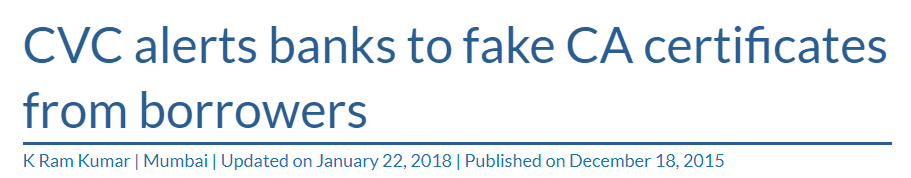 CVC alerts banks to fake CA certificates
from borrowers
K Ram Kumar | Mumbai | Updated on January 22, 2018 | Published on December 18, 2015